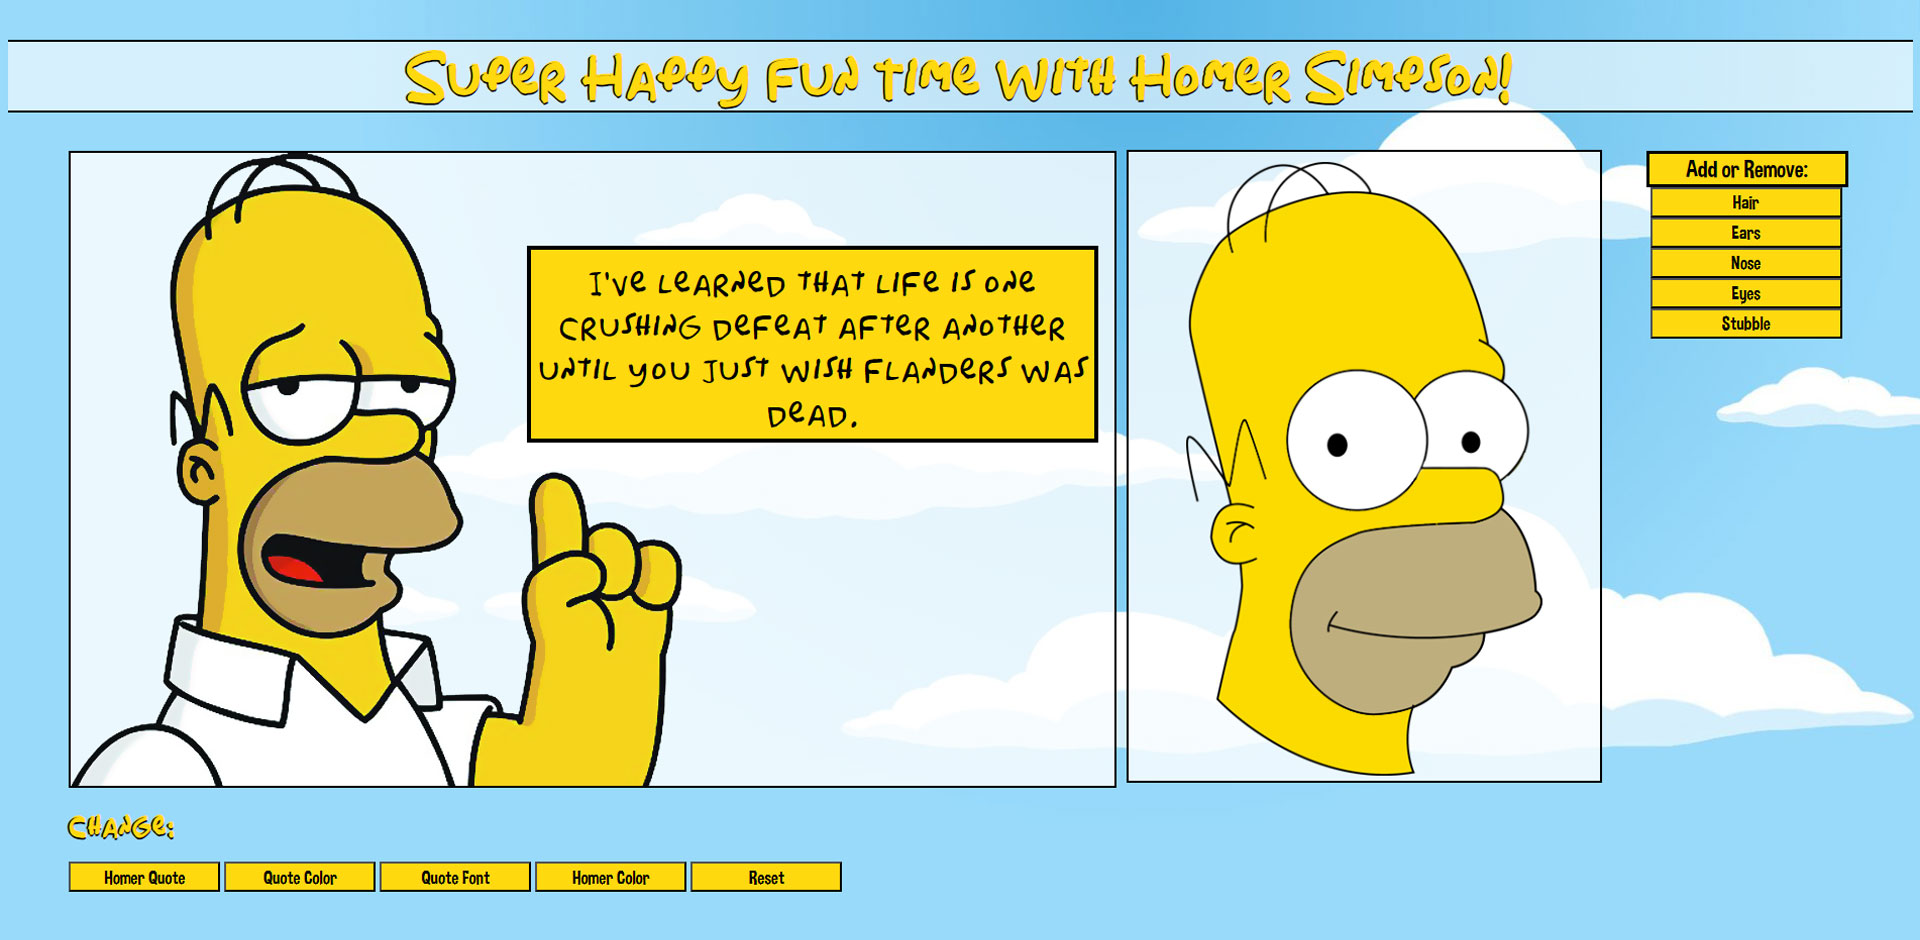 Super Happy Fun Time With Homer Simpson!
I've learned that life is one
crushing defeat after another
until you just wish Flanders was
dead.
Add or Remove:
Hair
Ears
Nose
Eyes
Stubble
Change:
Homer Quote
Quote Color
Quote Font
Homer Color
Reset